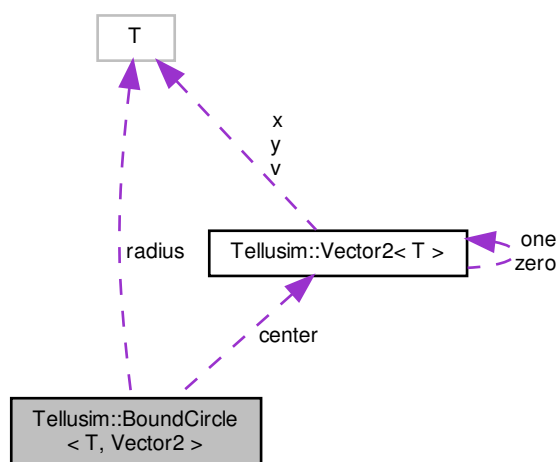 T
x
y
v
radius
Tellusim::Vector2< T >
one
zero
center
Tellusim::BoundCircle
< T, Vector2 >